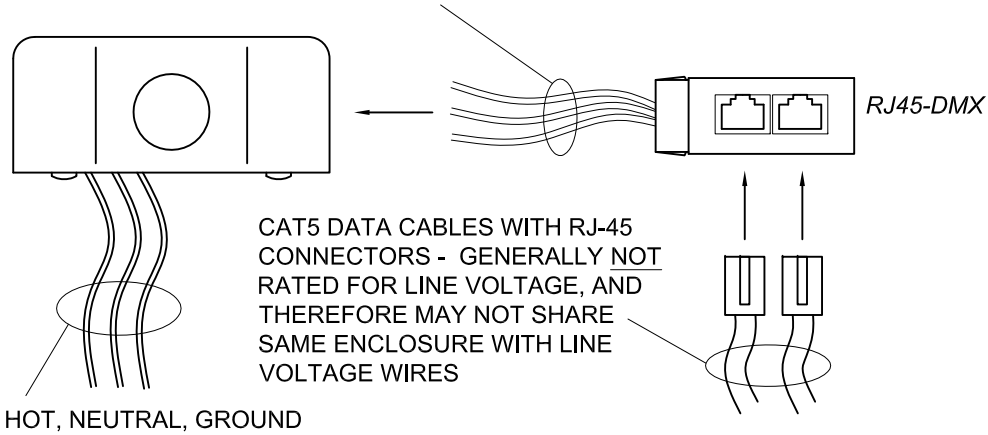 RJ45-DMX
CAT5 DATA CABLES WITH RJ-45
CONNECTORS - GENERALLY NOT
RATED FOR LINE VOLTAGE, AND
THEREFORE MAY NOT SHARE
SAME ENCLOSURE WITH LINE
VOLTAGE WIRES
HOT, NEUTRAL, GROUND